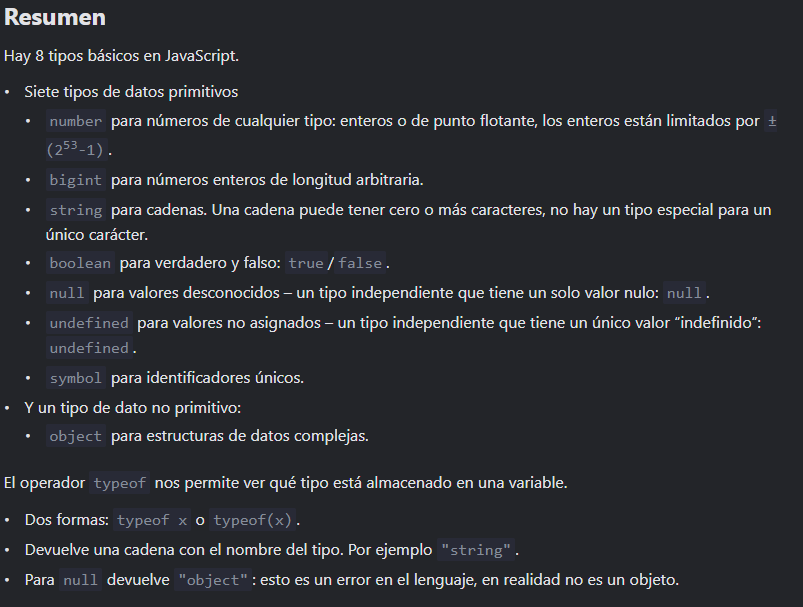 Resumen
Hay 8 tipos básicos en JavaScript.
• Siete tipos de datos primitivos
• number para números de cualquier tipo: enteros o de punto flotante, los enteros están limitados por ±
(2⁵³-1).
• bigint para números enteros de longitud arbitraria.
• string para cadenas. Una cadena puede tener cero o más caracteres, no hay un tipo especial para un
único carácter.
• boolean para verdadero y falso: true/false.
• null para valores desconocidos – un tipo independiente que tiene un solo valor nulo: null.
• undefined para valores no asignados – un tipo independiente que tiene un único valor “indefinido”:
undefined.
• symbol para identificadores únicos.
• Y un tipo de dato no primitivo:
• object para estructuras de datos complejas.
El operador typeof nos permite ver qué tipo está almacenado en una variable.
• Dos formas: typeof x o typeof(x).
• Devuelve una cadena con el nombre del tipo. Por ejemplo "string".
• Para null devuelve "object": esto es un error en el lenguaje, en realidad no es un objeto.